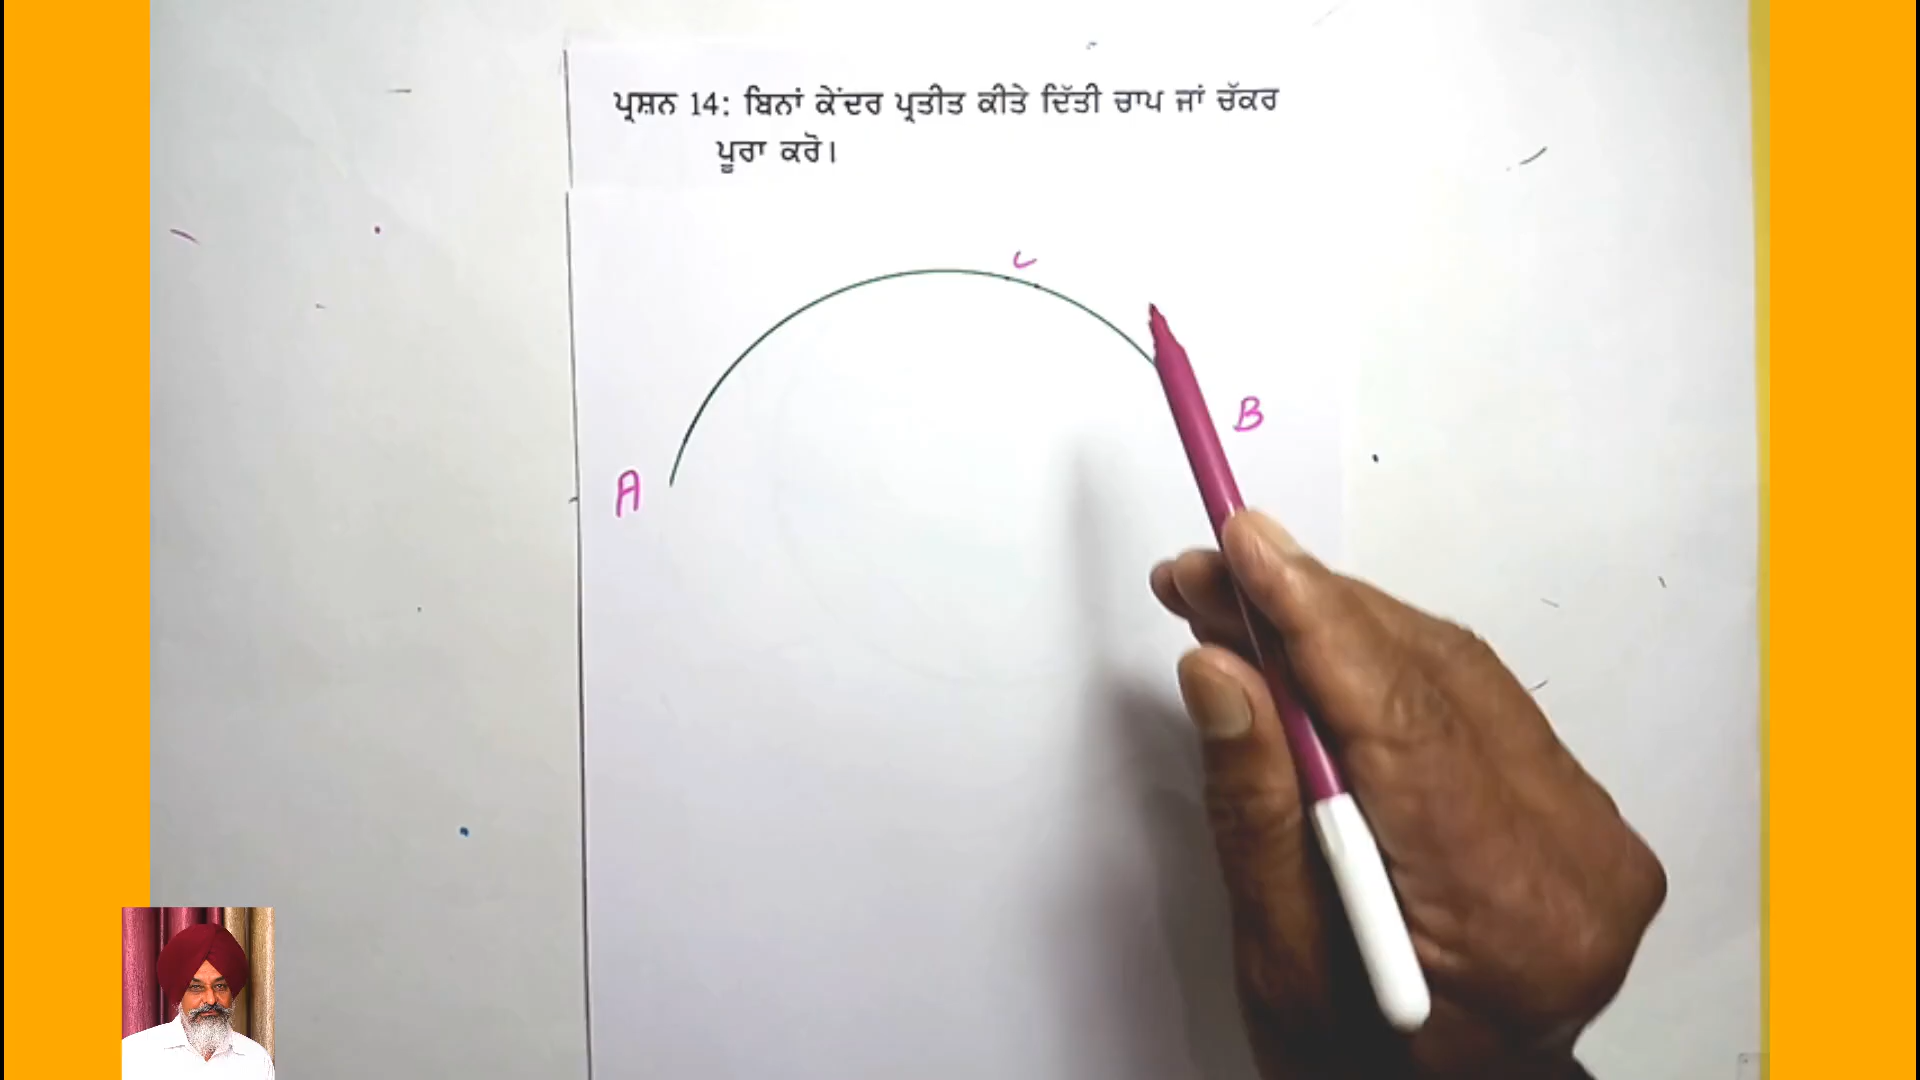 ਪ੍ਰਸ਼ਨ 14: ਬਿਨਾਂ ਕੇਂਦਰ ਪ੍ਰਤੀਤ ਕੀਤੇ ਦਿੱਤੀ ਚਾਪ ਜਾਂ ਚੱਕਰ
ਪੂਰਾ ਕਰੋ।
C
B
A